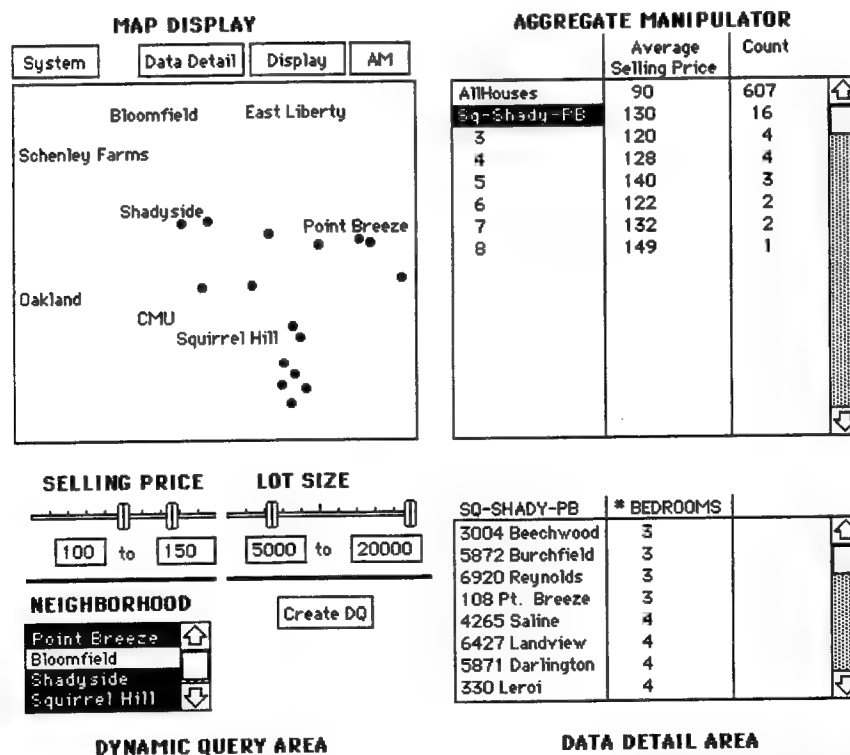 MAP DISPLAY
System
Data Detail
Display
AM
Bloomfield
East Liberty
Schenley Farms
Shadyside
Point Breeze
Oakland
CMU
Squirrel Hill
AGGREGATE MANIPULATOR
Average Selling Price
Count
AllHouses 90 607
Sq-Shady-PB 130 16
3 120 4
4 128 4
5 140 3
6 122 2
7 132 2
8 149 1
SELLING PRICE
100 to 150
LOT SIZE
5000 to 20000
NEIGHBORHOOD
Point Breeze
Bloomfield
Shadyside
Squirrel Hill
Create DQ
DYNAMIC QUERY AREA
SQ-SHADY-PB # BEDROOMS
3004 Beechwood 3
5872 Burchfield 3
6920 Reynolds 3
108 Pt. Breeze 3
4265 Saline 4
6427 Landview 4
5871 Darlington 4
330 Leroi 4
DATA DETAIL AREA